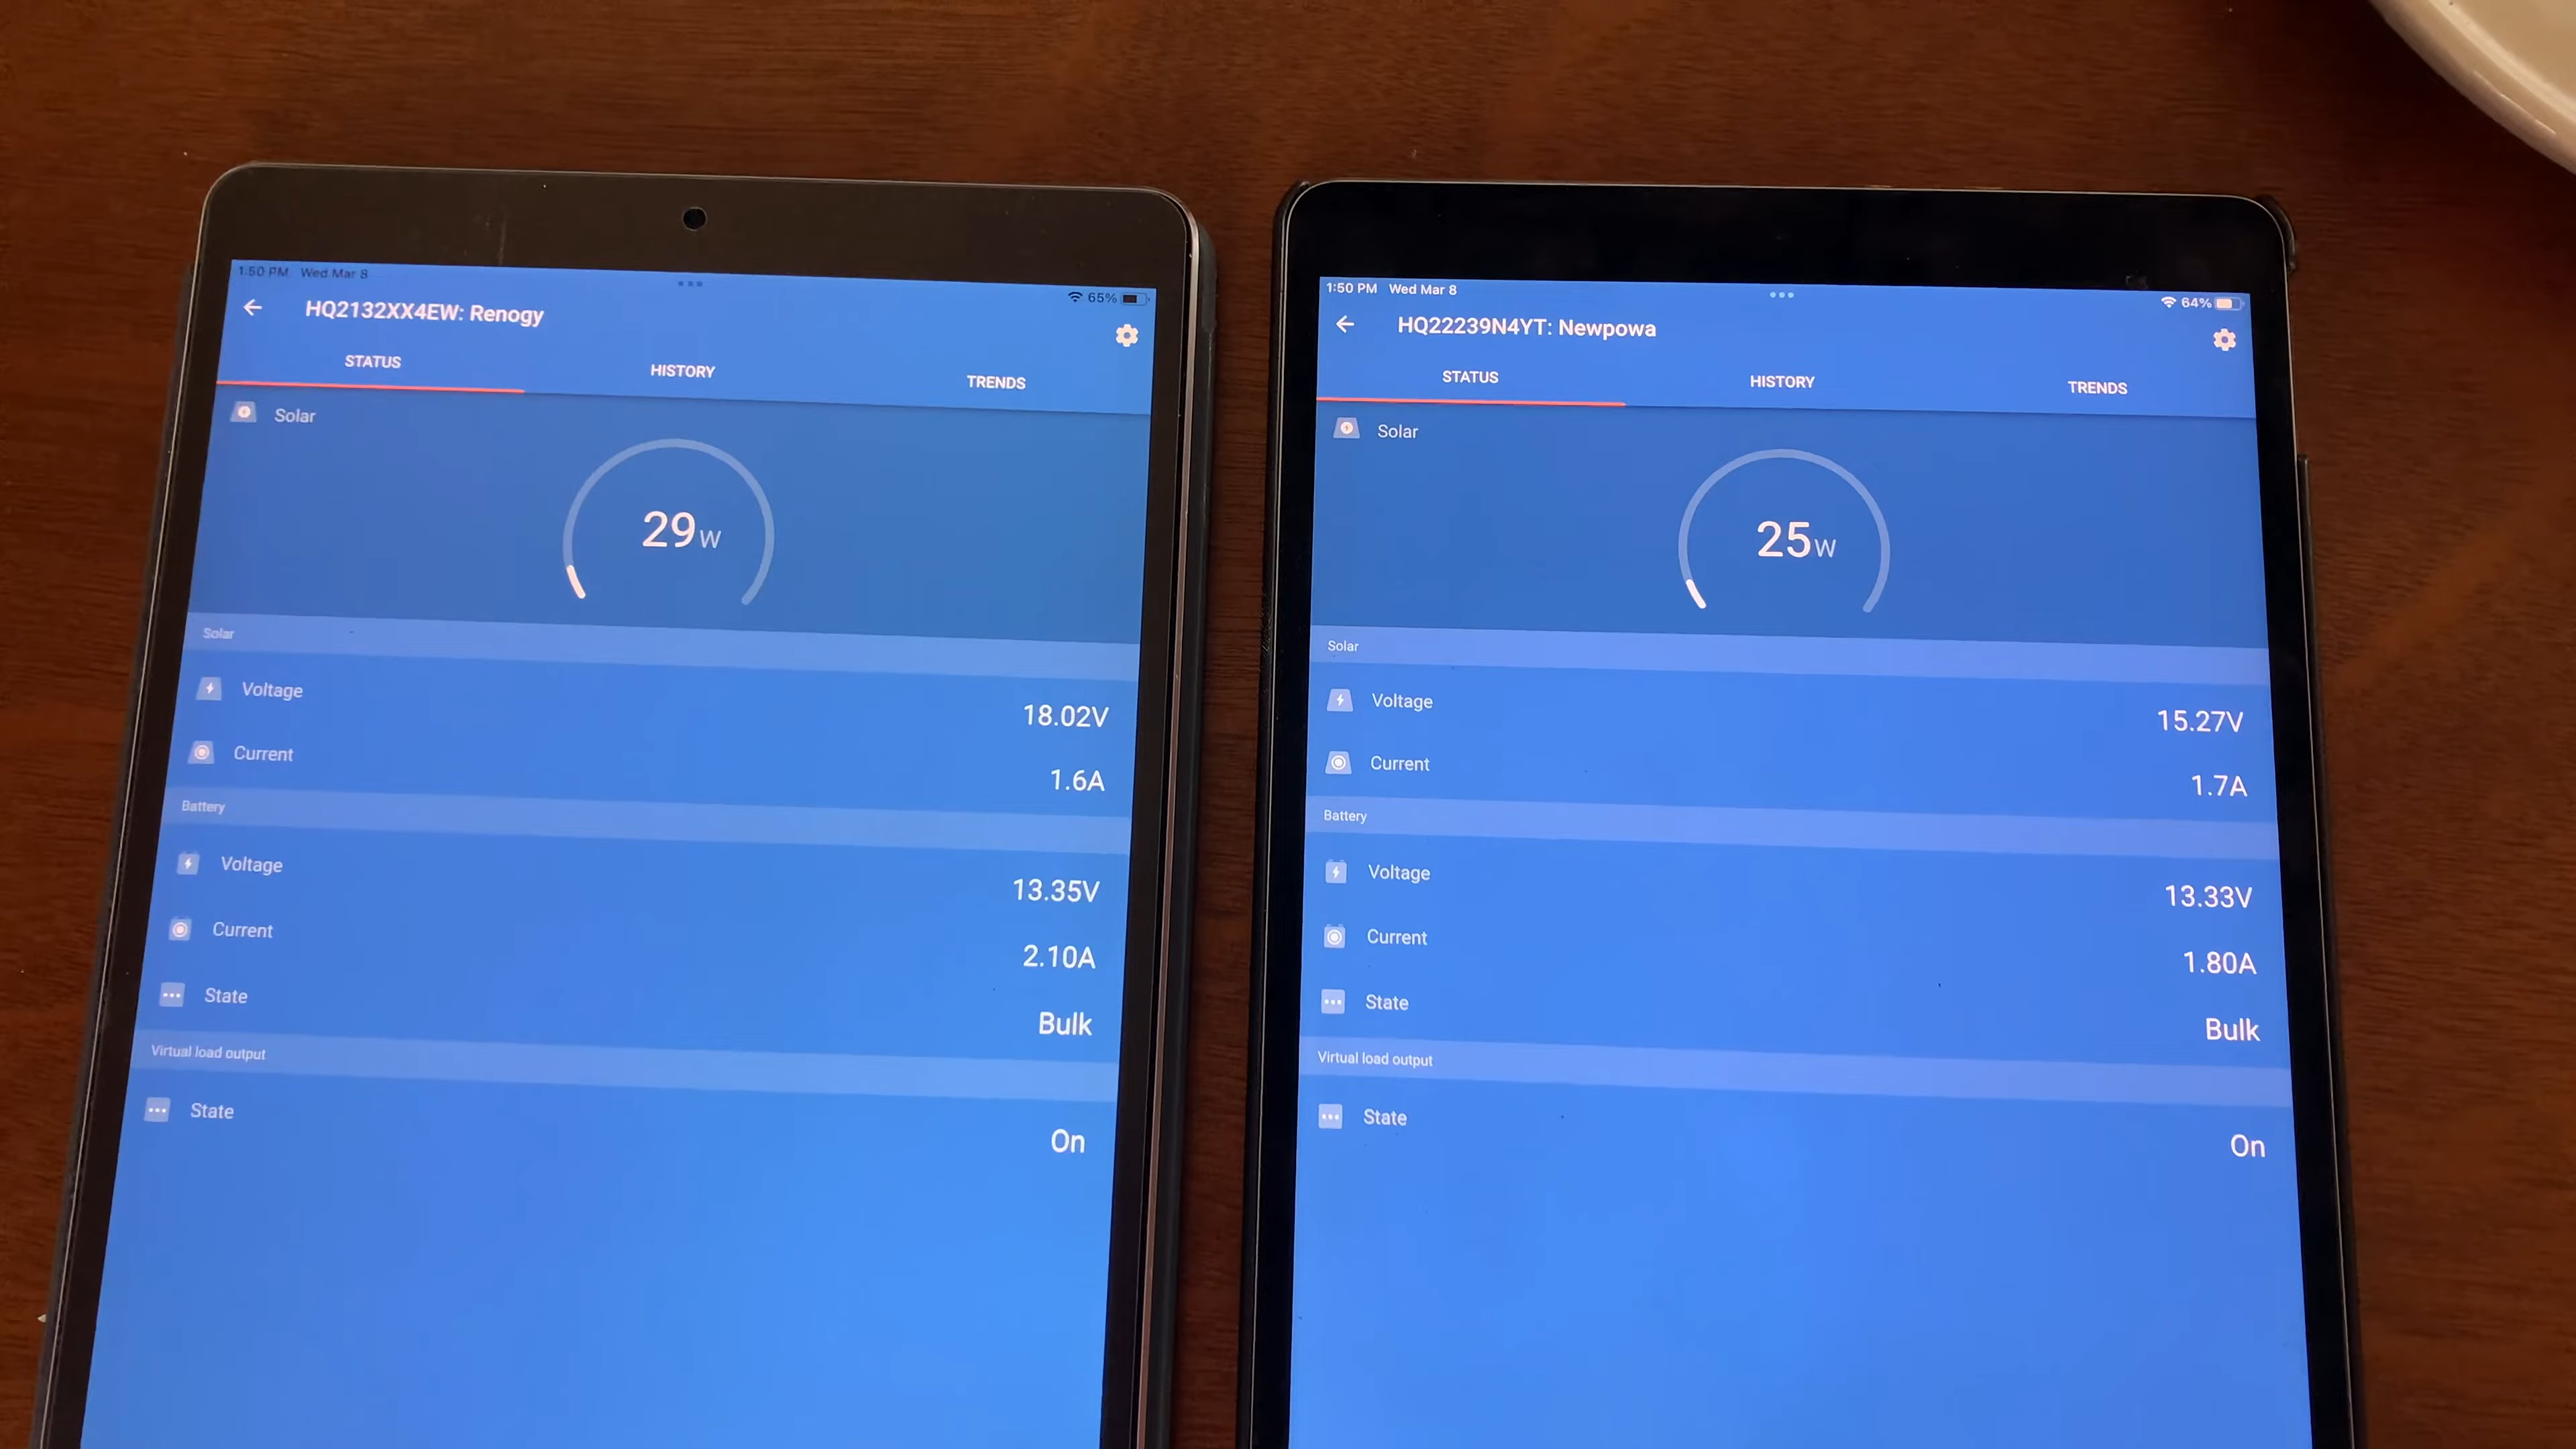 1:50 PM Wed Mar 8
65%
HQ2132XX4EW: Renogy
STATUS HISTORY TRENDS
Solar
29W
Solar
Voltage 18.02V
Current 1.6A
Battery
Voltage 13.35V
Current 2.10A
State Bulk
Virtual load output
State On
1:50 PM Wed Mar 8
64%
HQ22239N4YT: Newpowa
STATUS HISTORY TRENDS
Solar
25W
Solar
Voltage 15.27V
Current 1.7A
Battery
Voltage 13.33V
Current 1.80A
State Bulk
Virtual load output
State On